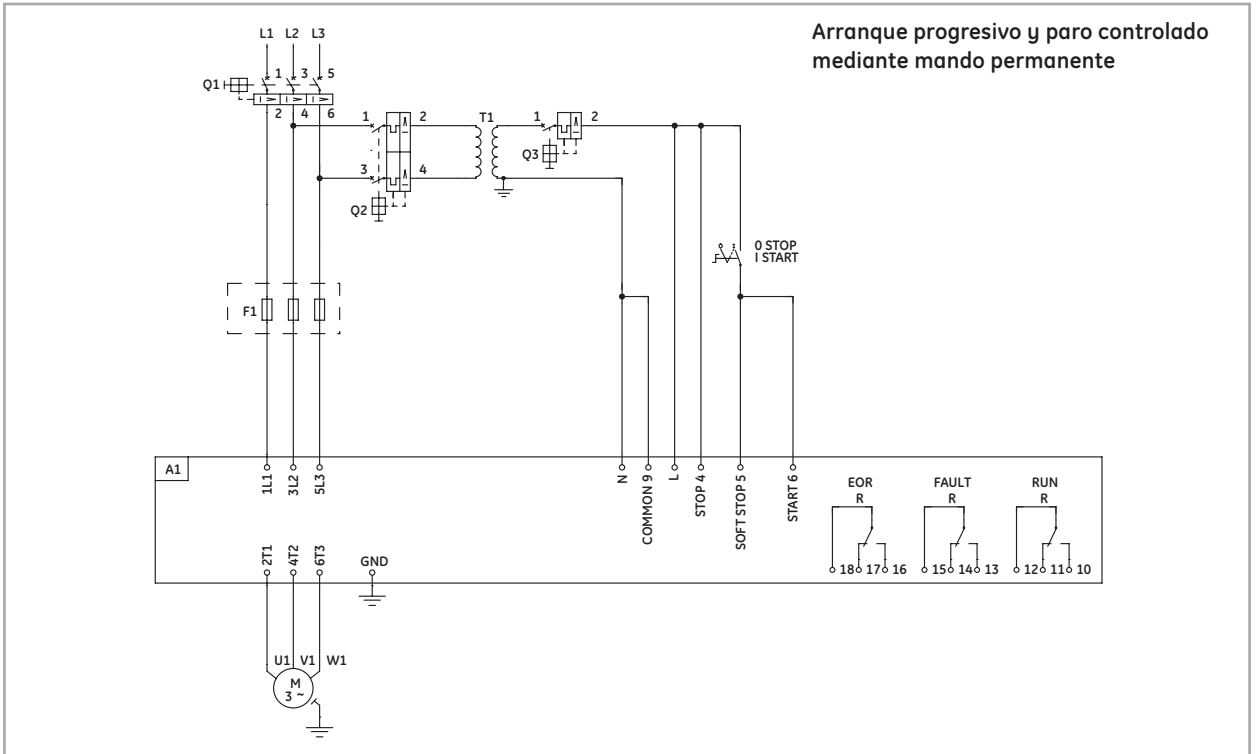 Arranque progresivo y paro controlado
mediante mando permanente
L1 L2 L3
Q1 1 3 5
2 4 6
1 2 T1 1 2
Q3
3 4
Q2
0 STOP
I START
F1
A1
1L1 3L2 5L3 N COMMON 9 L STOP 4 SOFT STOP 5 START 6
EOR FAULT RUN
R R R
18 17 16 15 14 13 12 11 10
2T1 4T2 6T3 GND
U1 V1 W1
M
3 ~